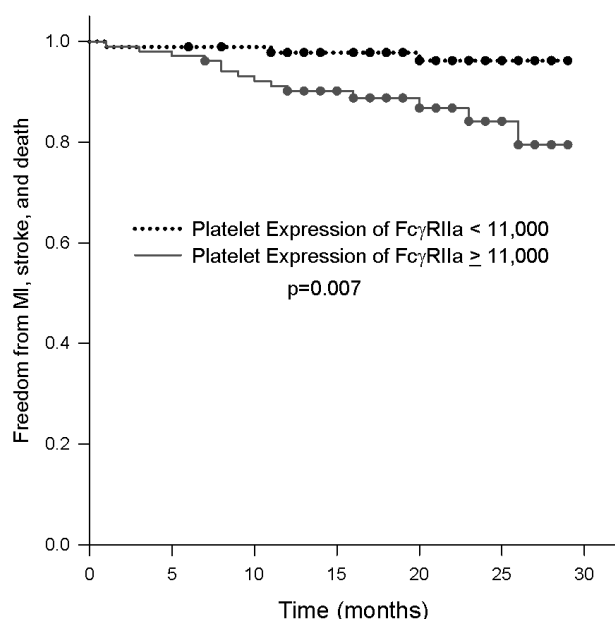 Freedom from MI, stroke, and death
1.0
0.8
0.6
0.4
0.2
0.0
Platelet Expression of FcγRIIa < 11,000
Platelet Expression of FcγRIIa ≥ 11,000
p=0.007
0 5 10 15 20 25 30
Time (months)